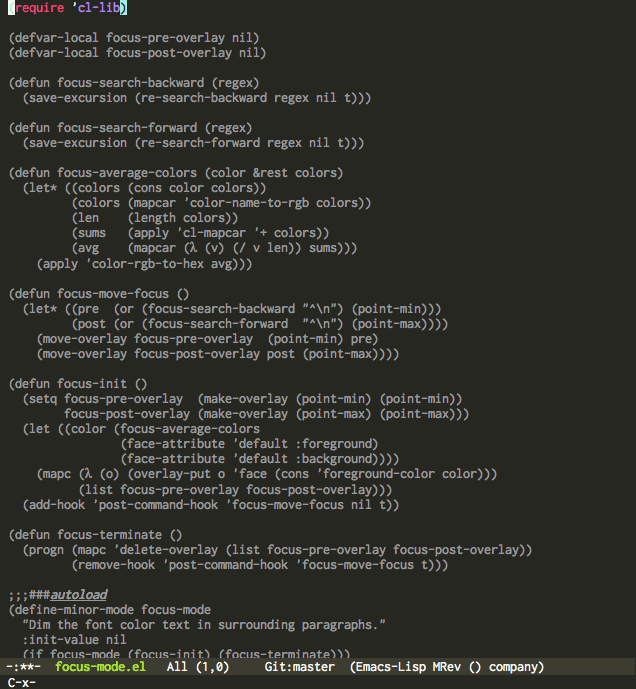 (require 'cl-lib)

(defvar-local focus-pre-overlay nil)
(defvar-local focus-post-overlay nil)

(defun focus-search-backward (regex)
  (save-excursion (re-search-backward regex nil t)))

(defun focus-search-forward (regex)
  (save-excursion (re-search-forward regex nil t)))

(defun focus-average-colors (color &rest colors)
  (let* ((colors (cons color colors))
         (colors (mapcar 'color-name-to-rgb colors))
         (len    (length colors))
         (sums   (apply 'cl-mapcar '+ colors))
         (avg    (mapcar (λ (v) (/ v len)) sums)))
    (apply 'color-rgb-to-hex avg)))

(defun focus-move-focus ()
  (let* ((pre  (or (focus-search-backward "^\n") (point-min)))
         (post (or (focus-search-forward  "^\n") (point-max))))
    (move-overlay focus-pre-overlay  (point-min) pre)
    (move-overlay focus-post-overlay post (point-max))))

(defun focus-init ()
  (setq focus-pre-overlay  (make-overlay (point-min) (point-min))
        focus-post-overlay (make-overlay (point-max) (point-max)))
  (let ((color (focus-average-colors
                (face-attribute 'default :foreground)
                (face-attribute 'default :background))))
    (mapc (λ (o) (overlay-put o 'face (cons 'foreground-color color)))
          (list focus-pre-overlay focus-post-overlay)))
  (add-hook 'post-command-hook 'focus-move-focus nil t))

(defun focus-terminate ()
  (progn (mapc 'delete-overlay (list focus-pre-overlay focus-post-overlay))
         (remove-hook 'post-command-hook 'focus-move-focus t)))

;;;###autoload
(define-minor-mode focus-mode
  "Dim the font color text in surrounding paragraphs."
  :init-value nil
  (if focus-mode (focus-init) (focus-terminate)))
-:**-  focus-mode.el   All (1,0)     Git:master  (Emacs-Lisp MRev () company)
C-x-